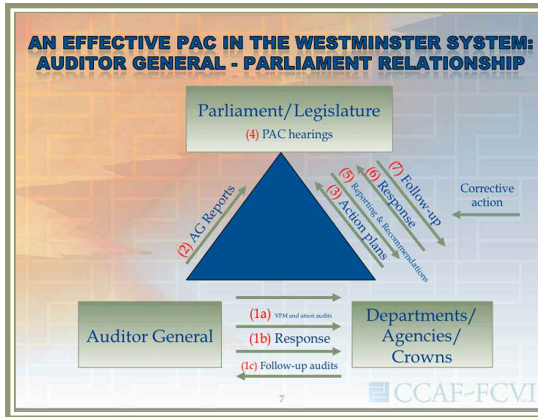 AN EFFECTIVE PAC IN THE WESTMINSTER SYSTEM:
AUDITOR GENERAL - PARLIAMENT RELATIONSHIP
Parliament/Legislature
(4) PAC hearings
(2) AG Reports
(3) Action plans
(5) Reporting & Recommendations
(6) Response
(7) Follow-up
Corrective
action
Auditor General
(1a) VFM and attest audits
(1b) Response
(1c) Follow-up audits
Departments/
Agencies/
Crowns
7
CCAF-FCVI